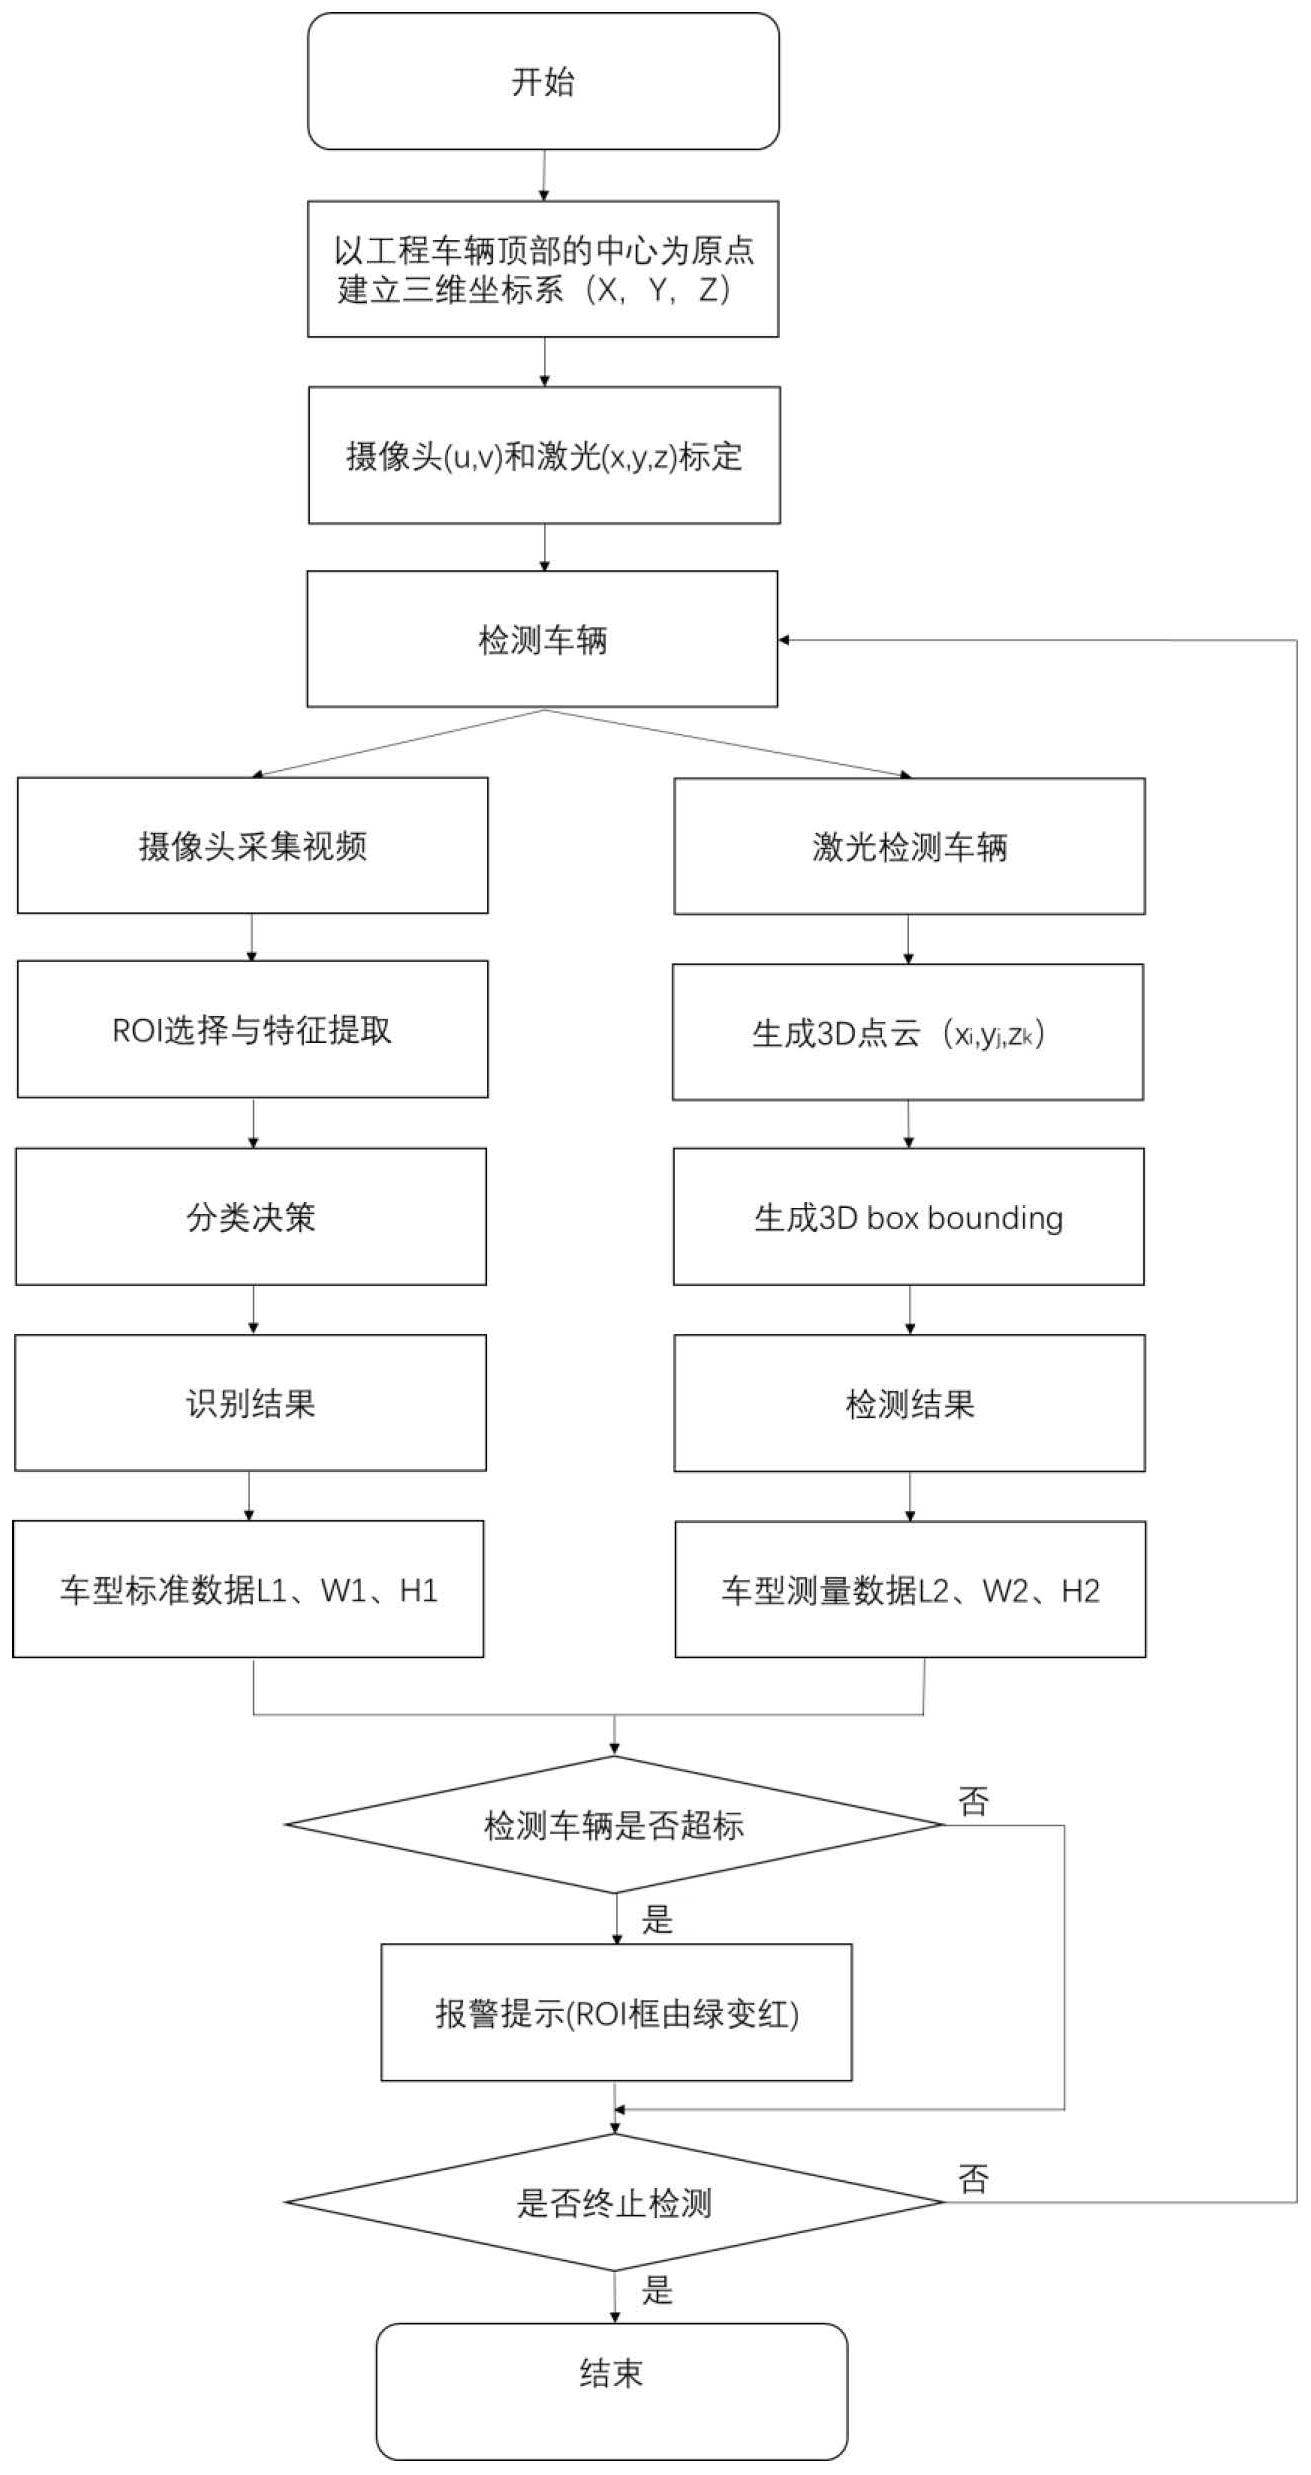 开始
以工程车辆顶部的中心为原点
建立三维坐标系（X，Y，Z）
摄像头(u,v)和激光(x,y,z)标定
检测车辆
摄像头采集视频
激光检测车辆
ROI选择与特征提取
生成3D点云（xi,yj,zk）
分类决策
生成3D box bounding
识别结果
检测结果
车型标准数据L1、W1、H1
车型测量数据L2、W2、H2
检测车辆是否超标
否
是
报警提示(ROI框由绿变红)
是否终止检测
否
是
结束